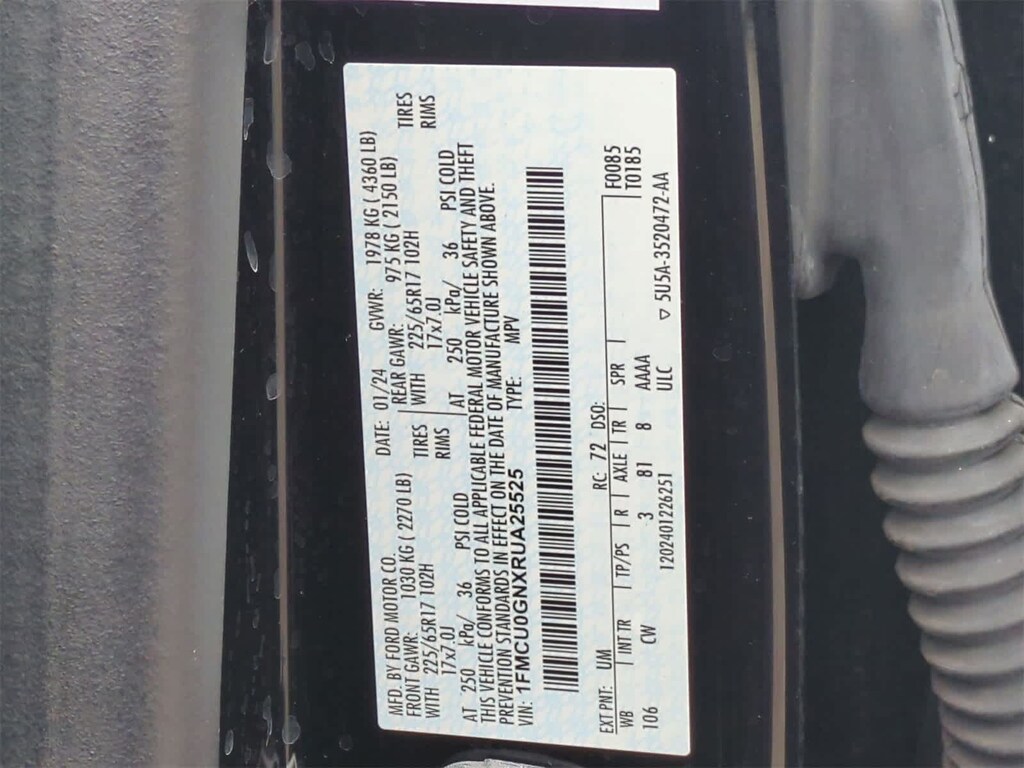 MFD. BY FORD MOTOR CO.
DATE: 01/24 GVWR: 1978 KG ( 4360 LB)
FRONT GAWR: 1030 KG ( 2270 LB) REAR GAWR: 975 KG ( 2150 LB)
WITH 225/65R17 102H TIRES WITH 225/65R17 102H TIRES
17x7.0J RIMS 17x7.0J RIMS
AT 250 kPa/ 36 PSI COLD AT 250 kPa/ 36 PSI COLD
THIS VEHICLE CONFORMS TO ALL APPLICABLE FEDERAL MOTOR VEHICLE SAFETY AND THEFT
PREVENTION STANDARDS IN EFFECT ON THE DATE OF MANUFACTURE SHOWN ABOVE.
VIN: 1FMCU0GNXRUA25525 TYPE: MPV
EXT PNT: UM RC: 72 DSO: F0085
WB INT TR TP/PS R AXLE TR SPR T0185
106 CW 3 B1 8 AAAA
ULC
1202401226251 ▽ 5U5A-3520472-AA